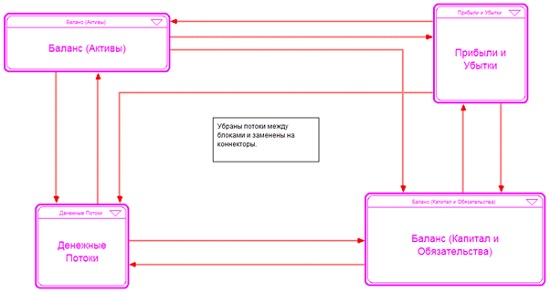 Баланс (Активы)
Баланс (Активы)
Прибыли и Убытки
Прибыли и
Убытки
Убраны потоки между
блоками и заменены на
коннекторы.
Денежные Потоки
Денежные
Потоки
Баланс (Капитал и Обязательства)
Баланс (Капитал и
Обязательства)